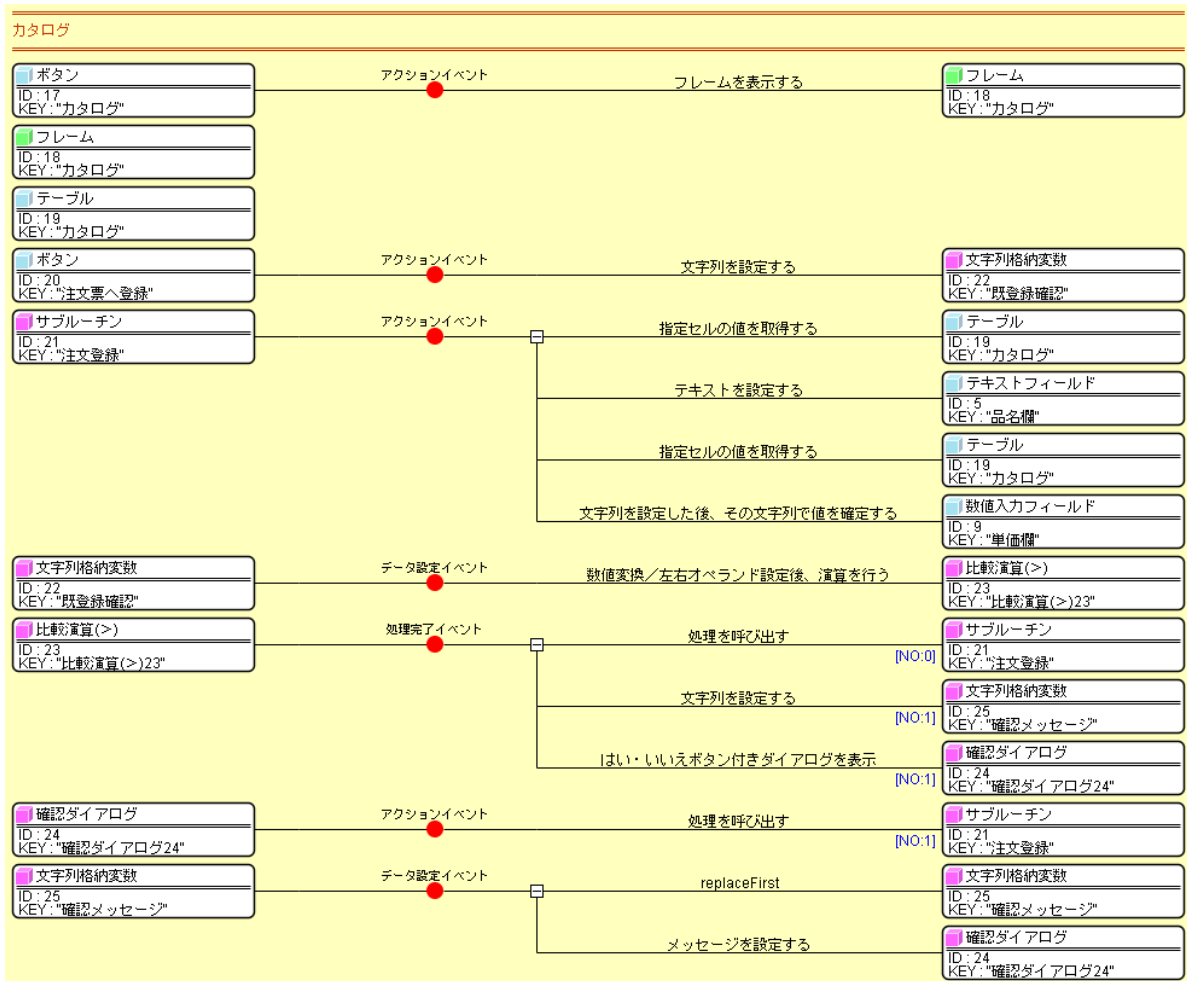 カタログ
ボタン
ID : 17
KEY : "カタログ"
アクションイベント
フレームを表示する
フレーム
ID : 18
KEY : "カタログ"
フレーム
ID : 18
KEY : "カタログ"
テーブル
ID : 19
KEY : "カタログ"
ボタン
ID : 20
KEY : "注文票へ登録"
アクションイベント
文字列を設定する
文字列格納変数
ID : 22
KEY : "既登録確認"
サブルーチン
ID : 21
KEY : "注文登録"
アクションイベント
指定セルの値を取得する
テーブル
ID : 19
KEY : "カタログ"
テキストを設定する
テキストフィールド
ID : 5
KEY : "品名欄"
指定セルの値を取得する
テーブル
ID : 19
KEY : "カタログ"
文字列を設定した後、その文字列で値を確定する
数値入力フィールド
ID : 9
KEY : "単価欄"
文字列格納変数
ID : 22
KEY : "既登録確認"
データ設定イベント
数値変換／左右オペランド設定後、演算を行う
比較演算(>)
ID : 23
KEY : "比較演算(>)23"
比較演算(>)
ID : 23
KEY : "比較演算(>)23"
処理完了イベント
処理を呼び出す
[NO:0]
サブルーチン
ID : 21
KEY : "注文登録"
文字列を設定する
[NO:1]
文字列格納変数
ID : 25
KEY : "確認メッセージ"
はい・いいえボタン付きダイアログを表示
[NO:1]
確認ダイアログ
ID : 24
KEY : "確認ダイアログ24"
確認ダイアログ
ID : 24
KEY : "確認ダイアログ24"
アクションイベント
処理を呼び出す
[NO:1]
サブルーチン
ID : 21
KEY : "注文登録"
文字列格納変数
ID : 25
KEY : "確認メッセージ"
データ設定イベント
replaceFirst
文字列格納変数
ID : 25
KEY : "確認メッセージ"
メッセージを設定する
確認ダイアログ
ID : 24
KEY : "確認ダイアログ24"